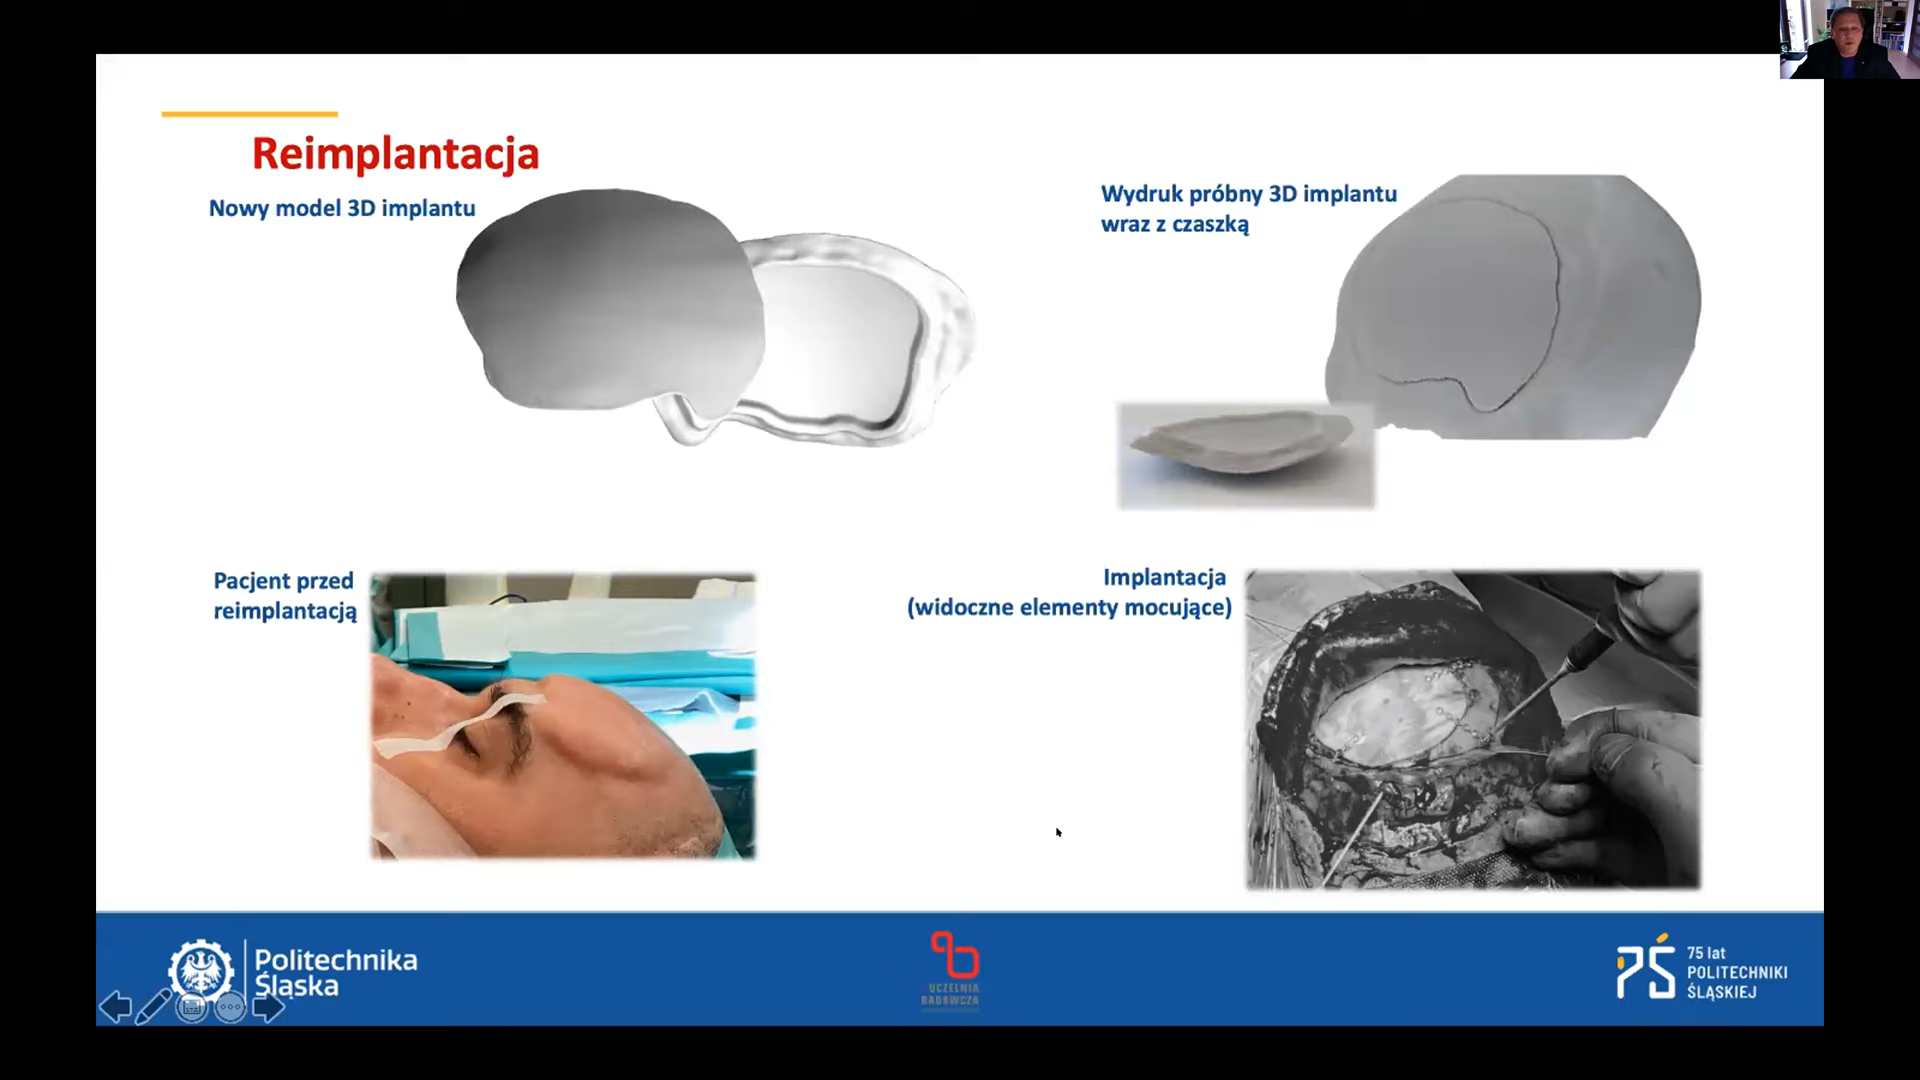 Reimplantacja
Nowy model 3D implantu
Wydruk próbny 3D implantu
wraz z czaszką
Pacjent przed
reimplantacją
Implantacja
(widoczne elementy mocujące)
Politechnika
Śląska
UCZELNIA
BADAWCZA
PŚ
75 lat
POLITECHNIKI
ŚLĄSKIEJ